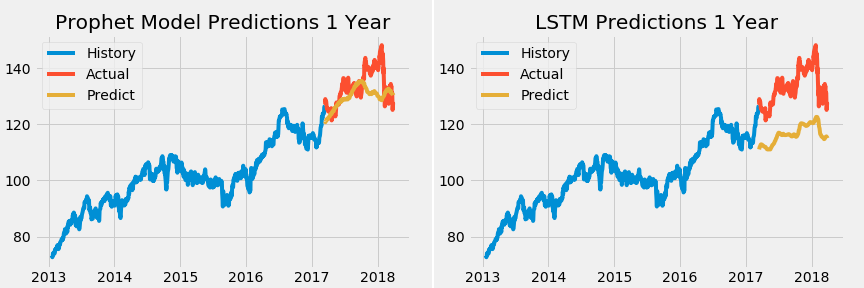 Prophet Model Predictions 1 Year
History
Actual
Predict
140
120
100
80
2013 2014 2015 2016 2017 2018
LSTM Predictions 1 Year
History
Actual
Predict
140
120
100
80
2013 2014 2015 2016 2017 2018